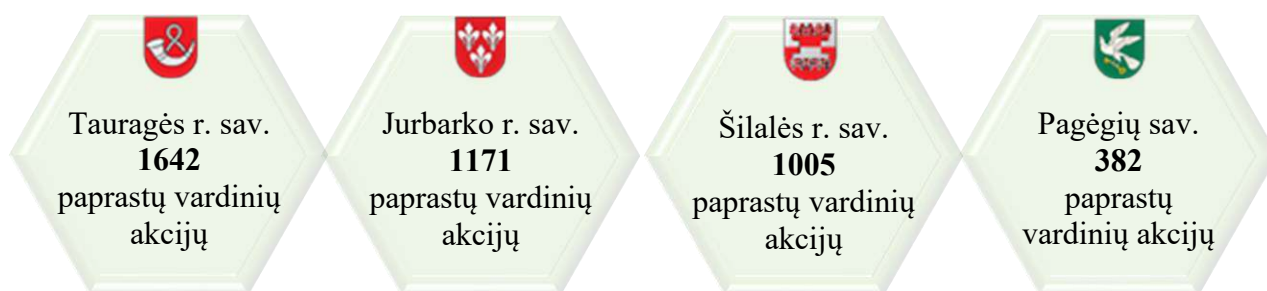 Tauragės r. sav.
1642
paprastų vardinių
akcijų
Jurbarko r. sav.
1171
paprastų vardinių
akcijų
Šilalės r. sav.
1005
paprastų vardinių
akcijų
Pagėgių sav.
382
paprastų
vardinių akcijų